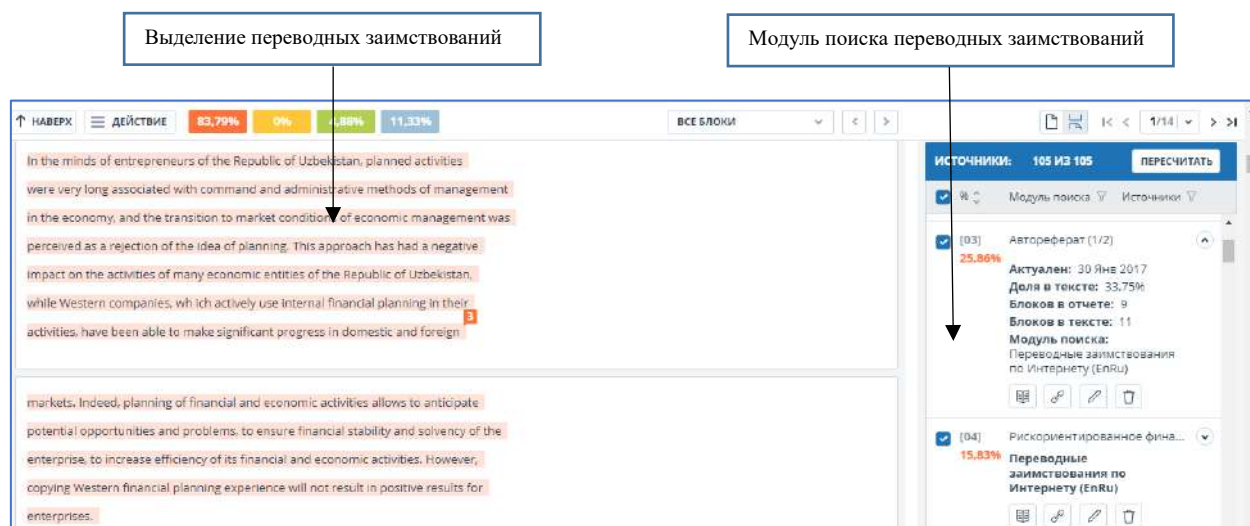 Выделение переводных заимствований
Модуль поиска переводных заимствований
НАВЕРХ ДЕЙСТВИЕ 83,79% 0% 4,88% 11,33% ВСЕ БЛОКИ 1/14
In the minds of entrepreneurs of the Republic of Uzbekistan, planned activities
were very long associated with command and administrative methods of management
in the economy, and the transition to market conditions of economic management was
perceived as a rejection of the idea of planning. This approach has had a negative
impact on the activities of many economic entities of the Republic of Uzbekistan,
while Western companies, wh ich actively use internal financial planning in their
activities, have been able to make significant progress in domestic and foreign
3
markets. Indeed, planning of financial and economic activities allows to anticipate
potential opportunities and problems, to ensure financial stability and solvency of the
enterprise, to increase efficiency of its financial and economic activities. However,
copying Western financial planning experience will not result in positive results for
enterprises.
ИСТОЧНИКИ: 105 ИЗ 105 ПЕРЕСЧИТАТЬ
% Модуль поиска Источники
[03] Автореферат (1/2)
25,86%
Актуален: 30 Янв 2017
Доля в тексте: 33,75%
Блоков в отчете: 9
Блоков в тексте: 11
Модуль поиска:
Переводные заимствования
по Интернету (EnRu)
[04] Рискориентированное фина...
15,83% Переводные
заимствования по
Интернету (EnRu)